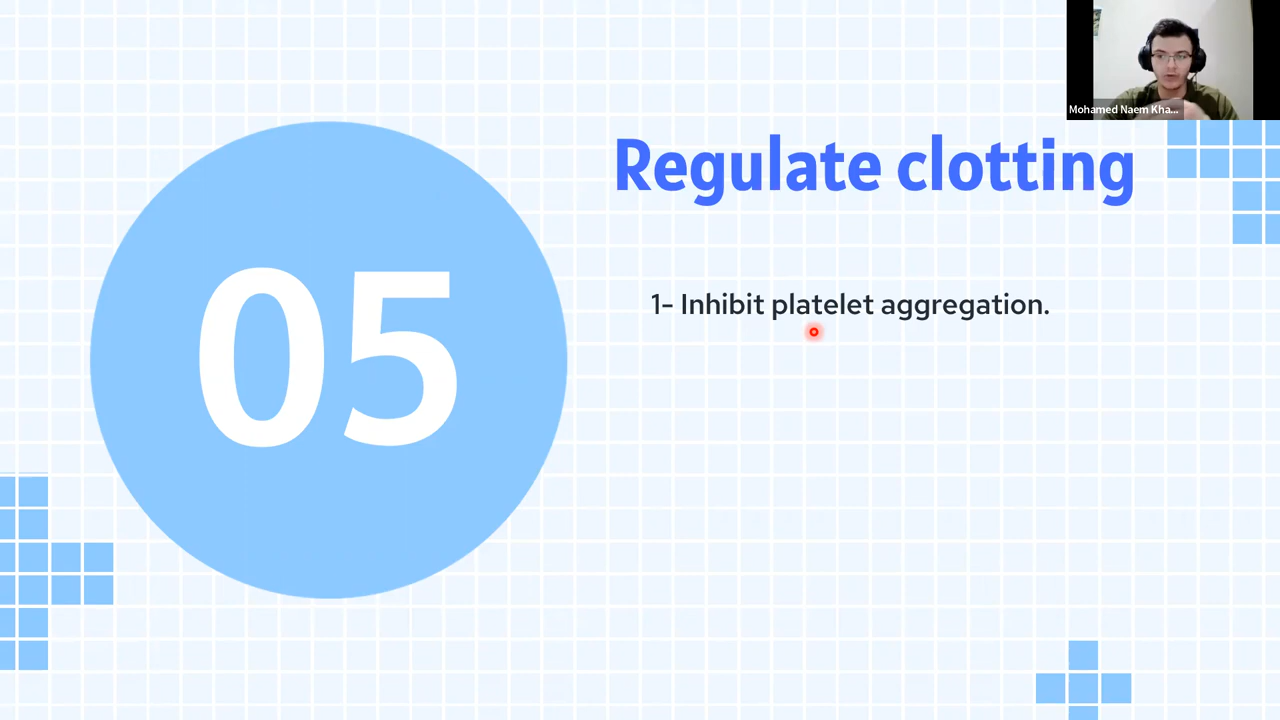 Mohamed Naem Kha...
Regulate clotting
05
1- Inhibit platelet aggregation.